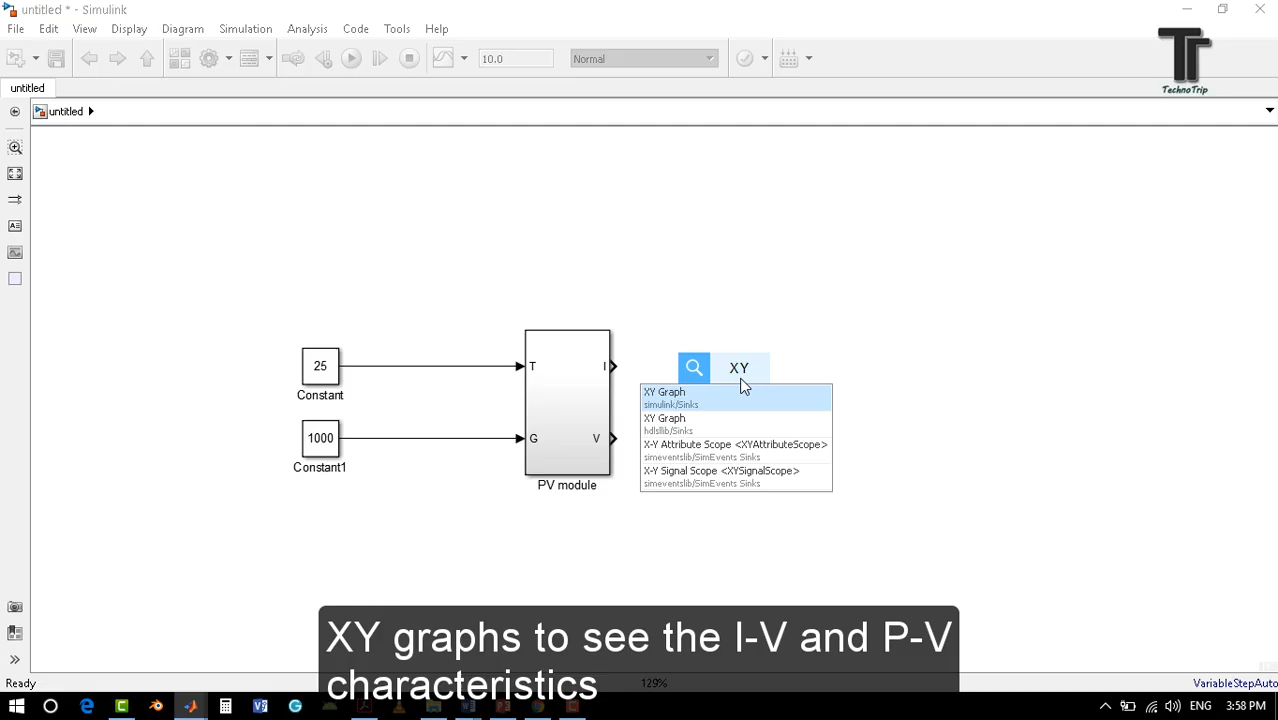 untitled * - Simulink
File Edit View Display Diagram Simulation Analysis Code Tools Help
10.0 Normal
TechnoTrip
untitled
untitled
25 T I
Constant
1000 G V
Constant1
PV module
XY
XY Graph
simulink/Sinks
XY Graph
hdlsllib/Sinks
X-Y Attribute Scope <XYAttributeScope>
simeventslib/SimEvents Sinks
X-Y Signal Scope <XYSignalScope>
simeventslib/SimEvents Sinks
XY graphs to see the I-V and P-V
characteristics
Ready 129% VariableStepAuto
ENG 3:58 PM